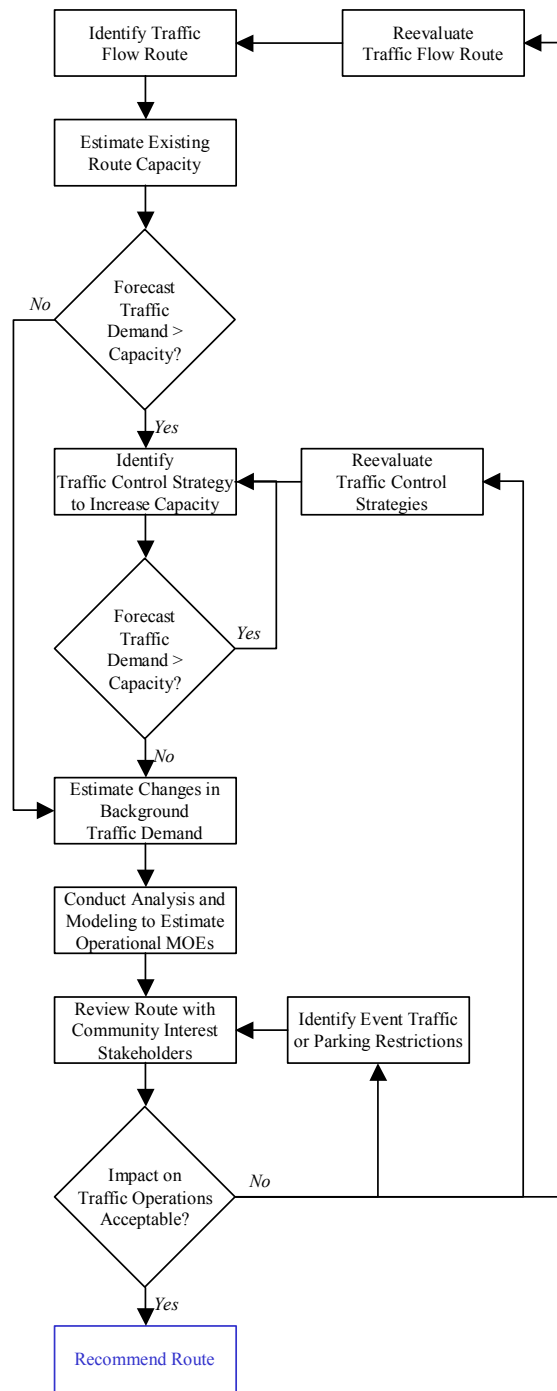 Identify Traffic
Flow Route
Reevaluate
Traffic Flow Route
Estimate Existing
Route Capacity
No
Forecast
Traffic
Demand >
Capacity?
Yes
Identify
Traffic Control Strategy
to Increase Capacity
Reevaluate
Traffic Control
Strategies
Forecast
Traffic
Demand >
Capacity?
Yes
No
Estimate Changes in
Background
Traffic Demand
Conduct Analysis and
Modeling to Estimate
Operational MOEs
Review Route with
Community Interest
Stakeholders
Identify Event Traffic
or Parking Restrictions
Impact on
Traffic Operations
Acceptable?
No
Yes
Recommend Route